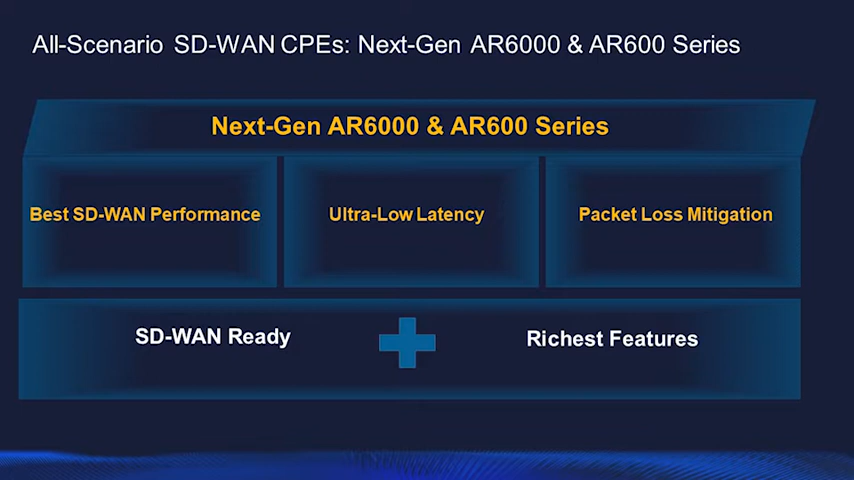 All-Scenario SD-WAN CPEs: Next-Gen AR6000 & AR600 Series
Next-Gen AR6000 & AR600 Series
Best SD-WAN Performance
Ultra-Low Latency
Packet Loss Mitigation
SD-WAN Ready
Richest Features